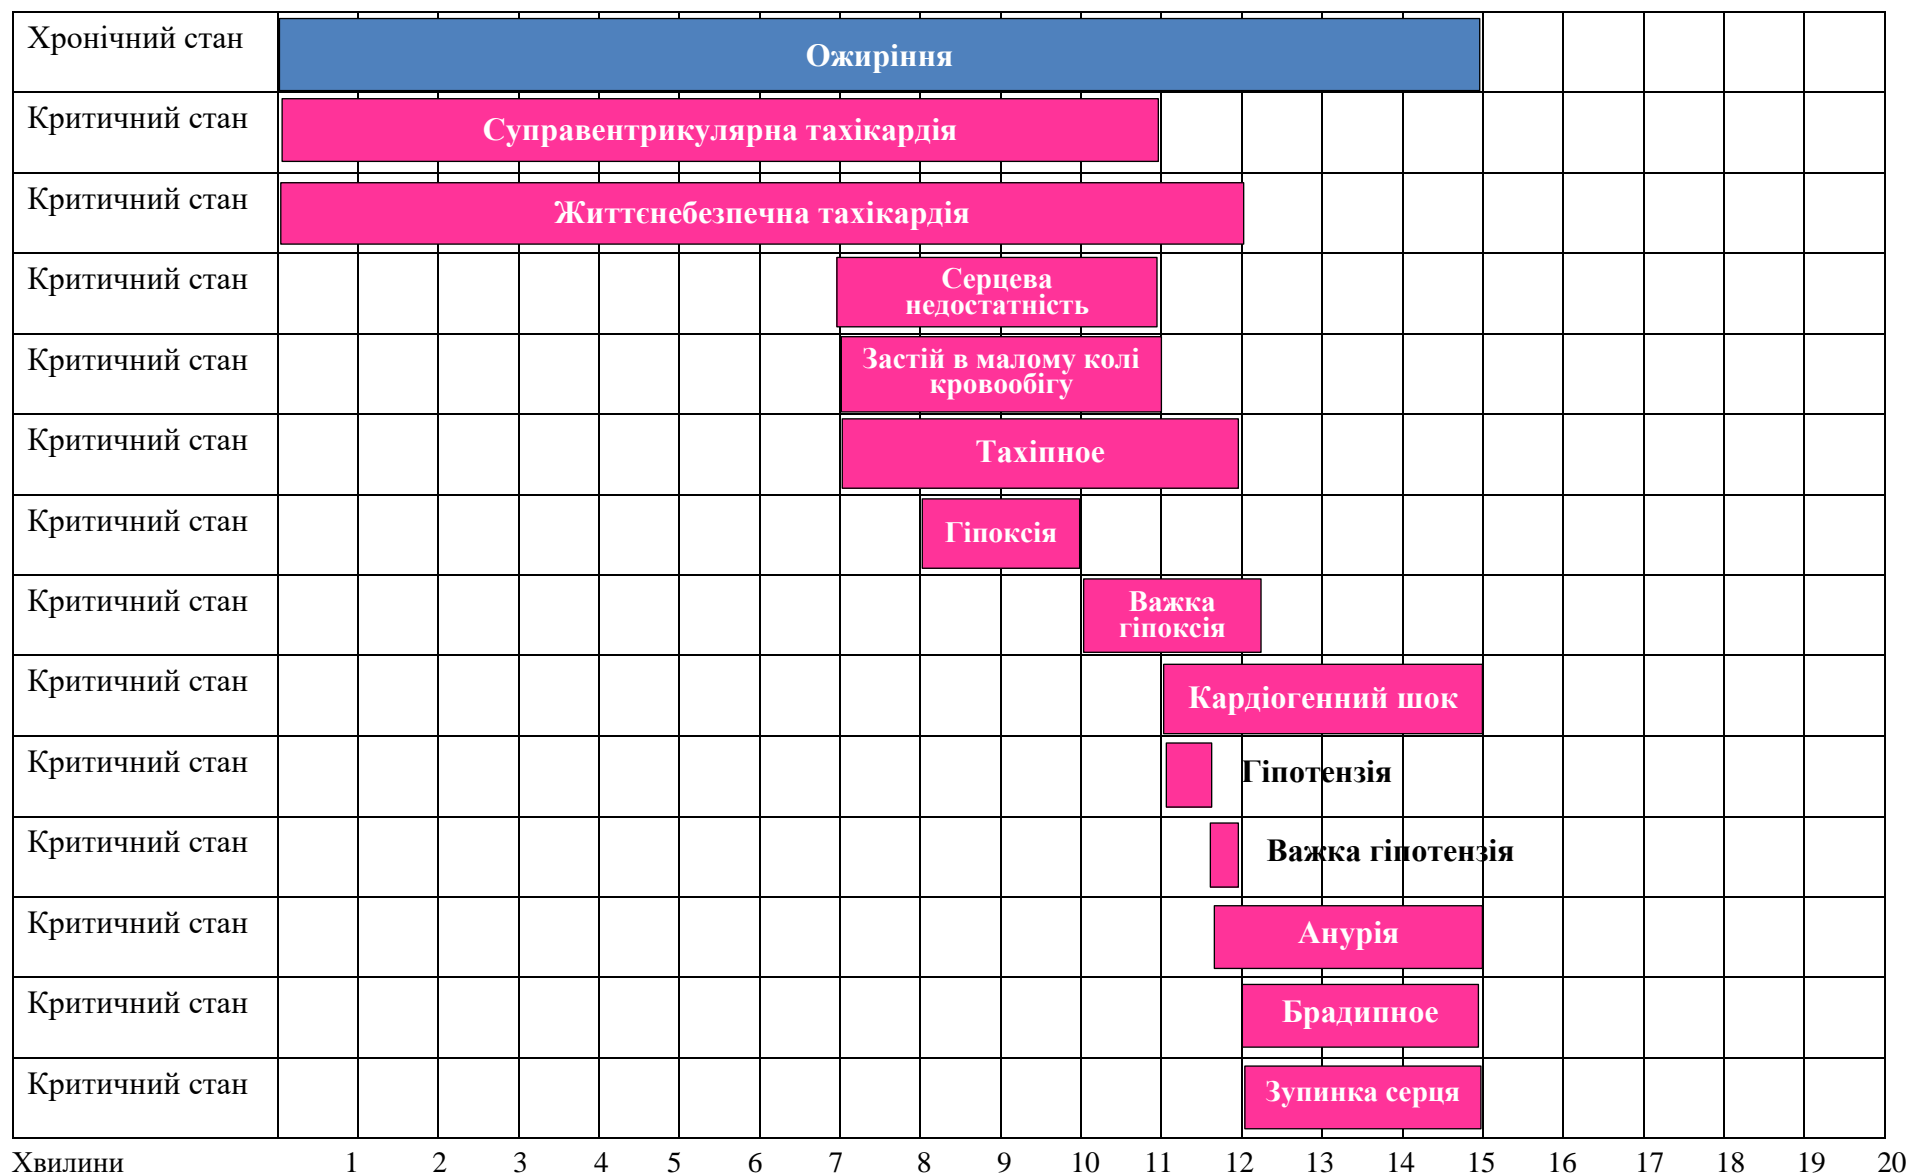 Хронічний стан
Ожиріння
Критичний стан
Суправентрикулярна тахікардія
Критичний стан
Життєнебезпечна тахікардія
Критичний стан
Серцева
недостатність
Критичний стан
Застій в малому колі
кровообігу
Критичний стан
Тахіпное
Критичний стан
Гіпоксія
Критичний стан
Важка
гіпоксія
Критичний стан
Кардіогенний шок
Критичний стан
Гіпотензія
Критичний стан
Важка гіпотензія
Критичний стан
Анурія
Критичний стан
Брадипное
Критичний стан
Зупинка серця
Хвилини 1 2 3 4 5 6 7 8 9 10 11 12 13 14 15 16 17 18 19 20